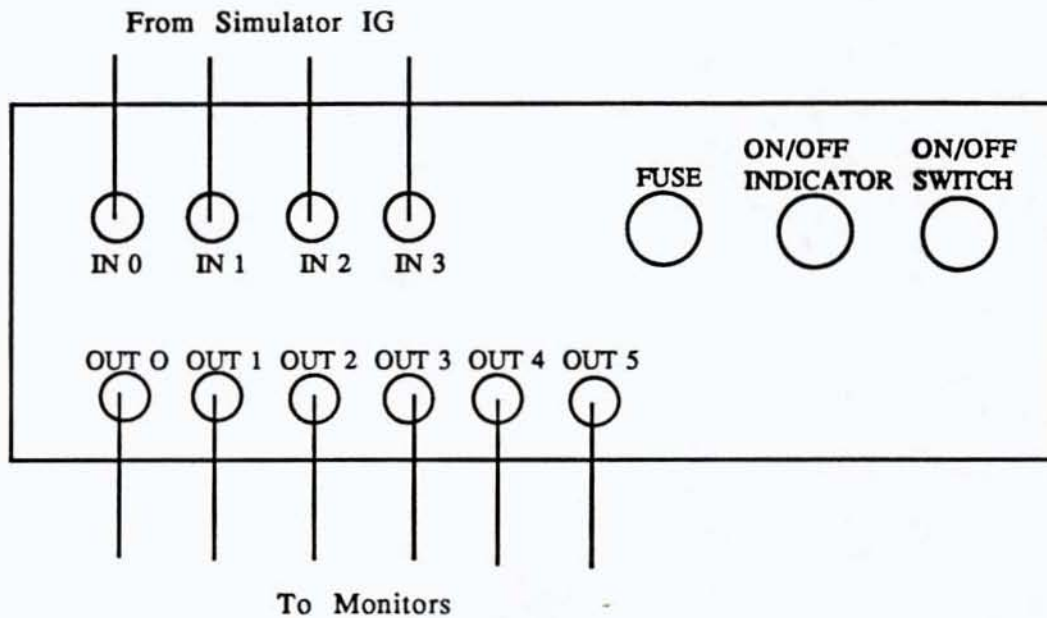 From Simulator IG
ON/OFF INDICATOR
ON/OFF SWITCH
FUSE
IN 0
IN 1
IN 2
IN 3
OUT O
OUT 1
OUT 2
OUT 3
OUT 4
OUT 5
To Monitors